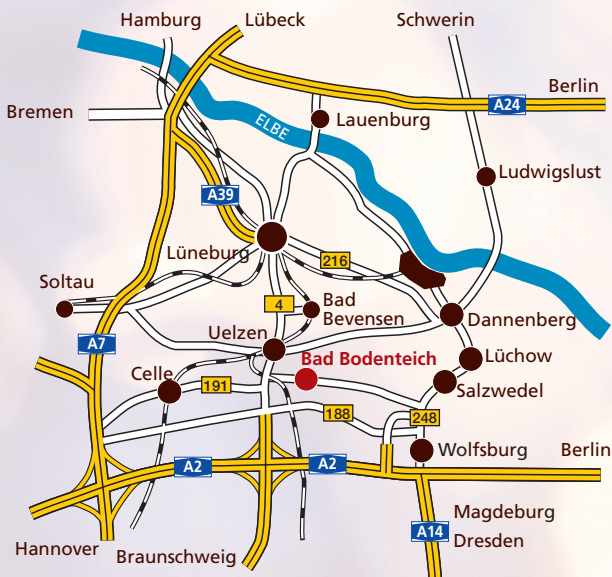 Hamburg
Lübeck
Schwerin
Berlin
A24
Bremen
ELBE
Lauenburg
Ludwigslust
A39
Lüneburg
216
Soltau
4
Bad
Bevensen
Dannenberg
A7
Uelzen
Bad Bodenteich
Lüchow
Celle
191
Salzwedel
188
248
Wolfsburg
Berlin
A2
A2
Magdeburg
A14
Dresden
Hannover
Braunschweig